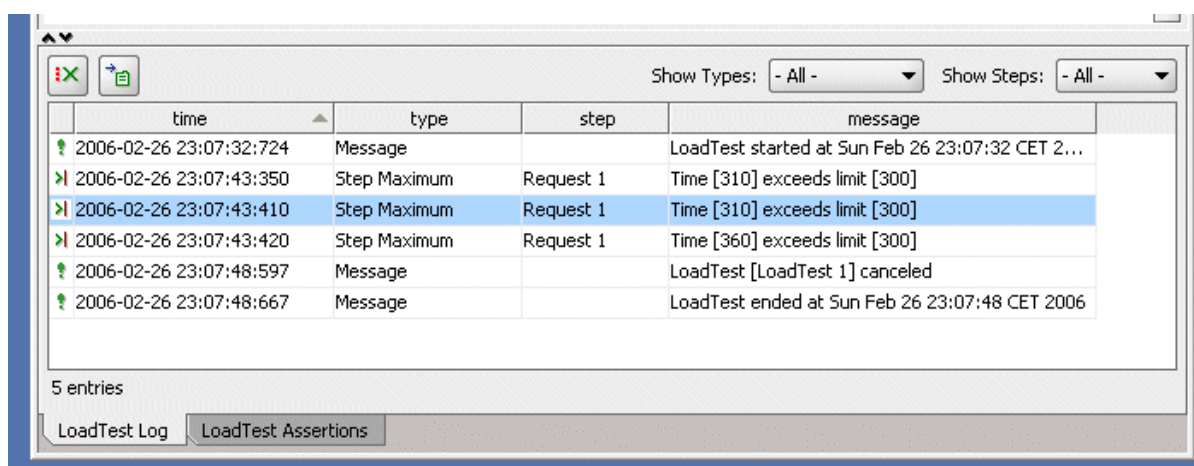 Show Types: - All - Show Steps: - All -
time type step message
2006-02-26 23:07:32:724 Message LoadTest started at Sun Feb 26 23:07:32 CET 2...
2006-02-26 23:07:43:350 Step Maximum Request 1 Time [310] exceeds limit [300]
2006-02-26 23:07:43:410 Step Maximum Request 1 Time [310] exceeds limit [300]
2006-02-26 23:07:43:420 Step Maximum Request 1 Time [360] exceeds limit [300]
2006-02-26 23:07:48:597 Message LoadTest [LoadTest 1] canceled
2006-02-26 23:07:48:667 Message LoadTest ended at Sun Feb 26 23:07:48 CET 2006
5 entries
LoadTest Log LoadTest Assertions